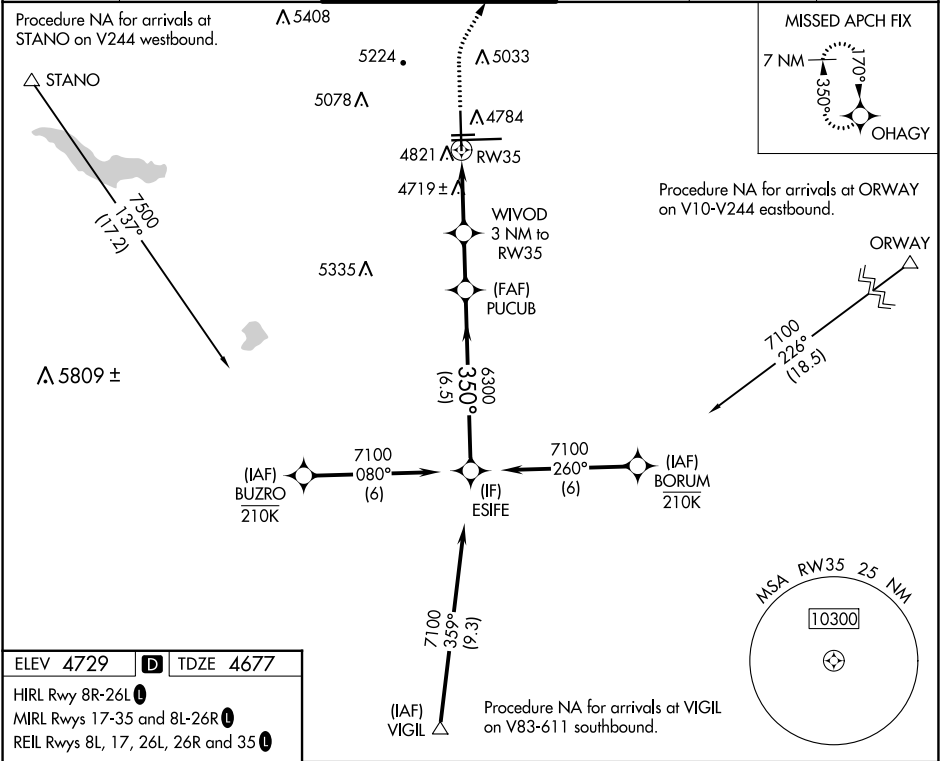 Procedure NA for arrivals at
STANO on V244 westbound.
5408
5224
5033
5078
4784
4821
RW35
4719 ±
STANO
7500
137°
(17.2)
MISSED APCH FIX
7 NM
170°
350°
OHAGY
Procedure NA for arrivals at ORWAY
on V10-V244 eastbound.
ORWAY
7100
226°
(18.5)
WIVOD
3 NM to
RW35
5335
(FAF)
PUCUB
5809 ±
6300
350°
(6.5)
(IAF)
BUZRO
210K
7100
080°
(6)
(IF)
ESIFE
7100
260°
(6)
(IAF)
BORUM
210K
7100
359°
(9.3)
(IAF)
VIGIL
Procedure NA for arrivals at VIGIL
on V83-611 southbound.
MSA RW35 25 NM
10300
ELEV 4729 D TDZE 4677
HIRL Rwy 8R-26L L
MIRL Rwys 17-35 and 8L-26R L
REIL Rwys 8L, 17, 26L, 26R and 35 L